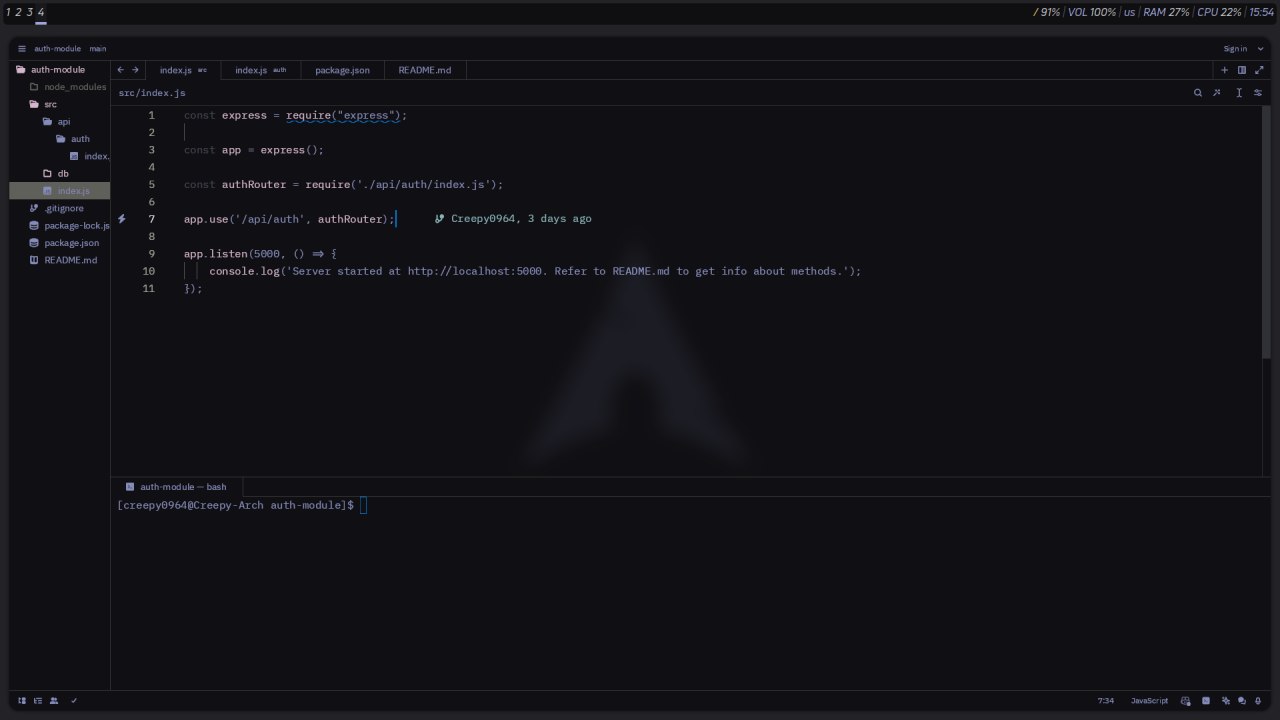 1 2 3 4
/ 91% | VOL 100% | us | RAM 27% | CPU 22% | 15:54
auth-module main
Sign in
auth-module
node_modules
src
api
auth
index.
db
index.js
.gitignore
package-lock.js
package.json
README.md
index.js src
index.js auth
package.json
README.md
src/index.js
1 const express = require("express");
2
3 const app = express();
4
5 const authRouter = require('./api/auth/index.js');
6
7 app.use('/api/auth', authRouter); Creepy0964, 3 days ago
8
9 app.listen(5000, () => {
10 console.log('Server started at http://localhost:5000. Refer to README.md to get info about methods.');
11 });
auth-module — bash
[creepy0964@Creepy-Arch auth-module]$
7:34 JavaScript